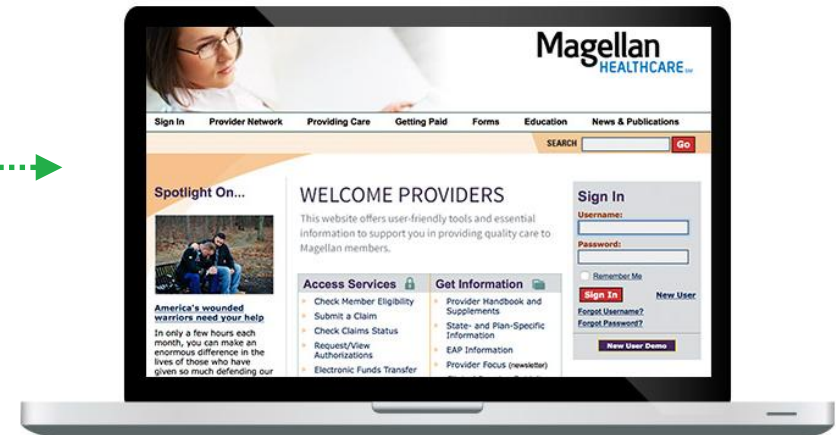 Magellan
HEALTHCARE SM
Sign In Provider Network Providing Care Getting Paid Forms Education News & Publications
SEARCH Go
Spotlight On...
America's wounded
warriors need your help
In only a few hours each
month, you can make an
enormous difference in the
lives of those who have
given so much defending our
WELCOME PROVIDERS
This website offers user-friendly tools and essential
information to support you in providing quality care to
Magellan members.
Access Services
Check Member Eligibility
Submit a Claim
Check Claims Status
Request/View
Authorizations
Electronic Funds Transfer
Get Information
Provider Handbook and
Supplements
State- and Plan-Specific
Information
EAP Information
Provider Focus (newsletter)
Sign In
Username:
Password:
Remember Me
Sign In New User
Forgot Username?
Forgot Password?
New User Demo